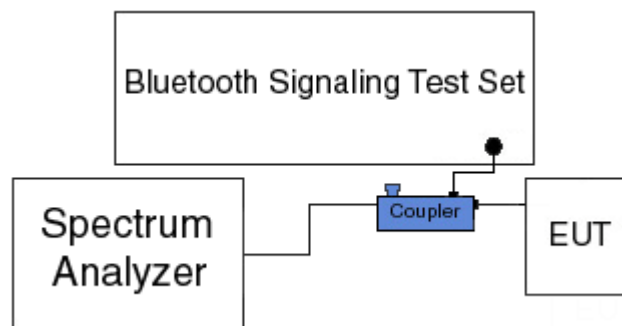 Bluetooth Signaling Test Set
Spectrum
Analyzer
Coupler
EUT